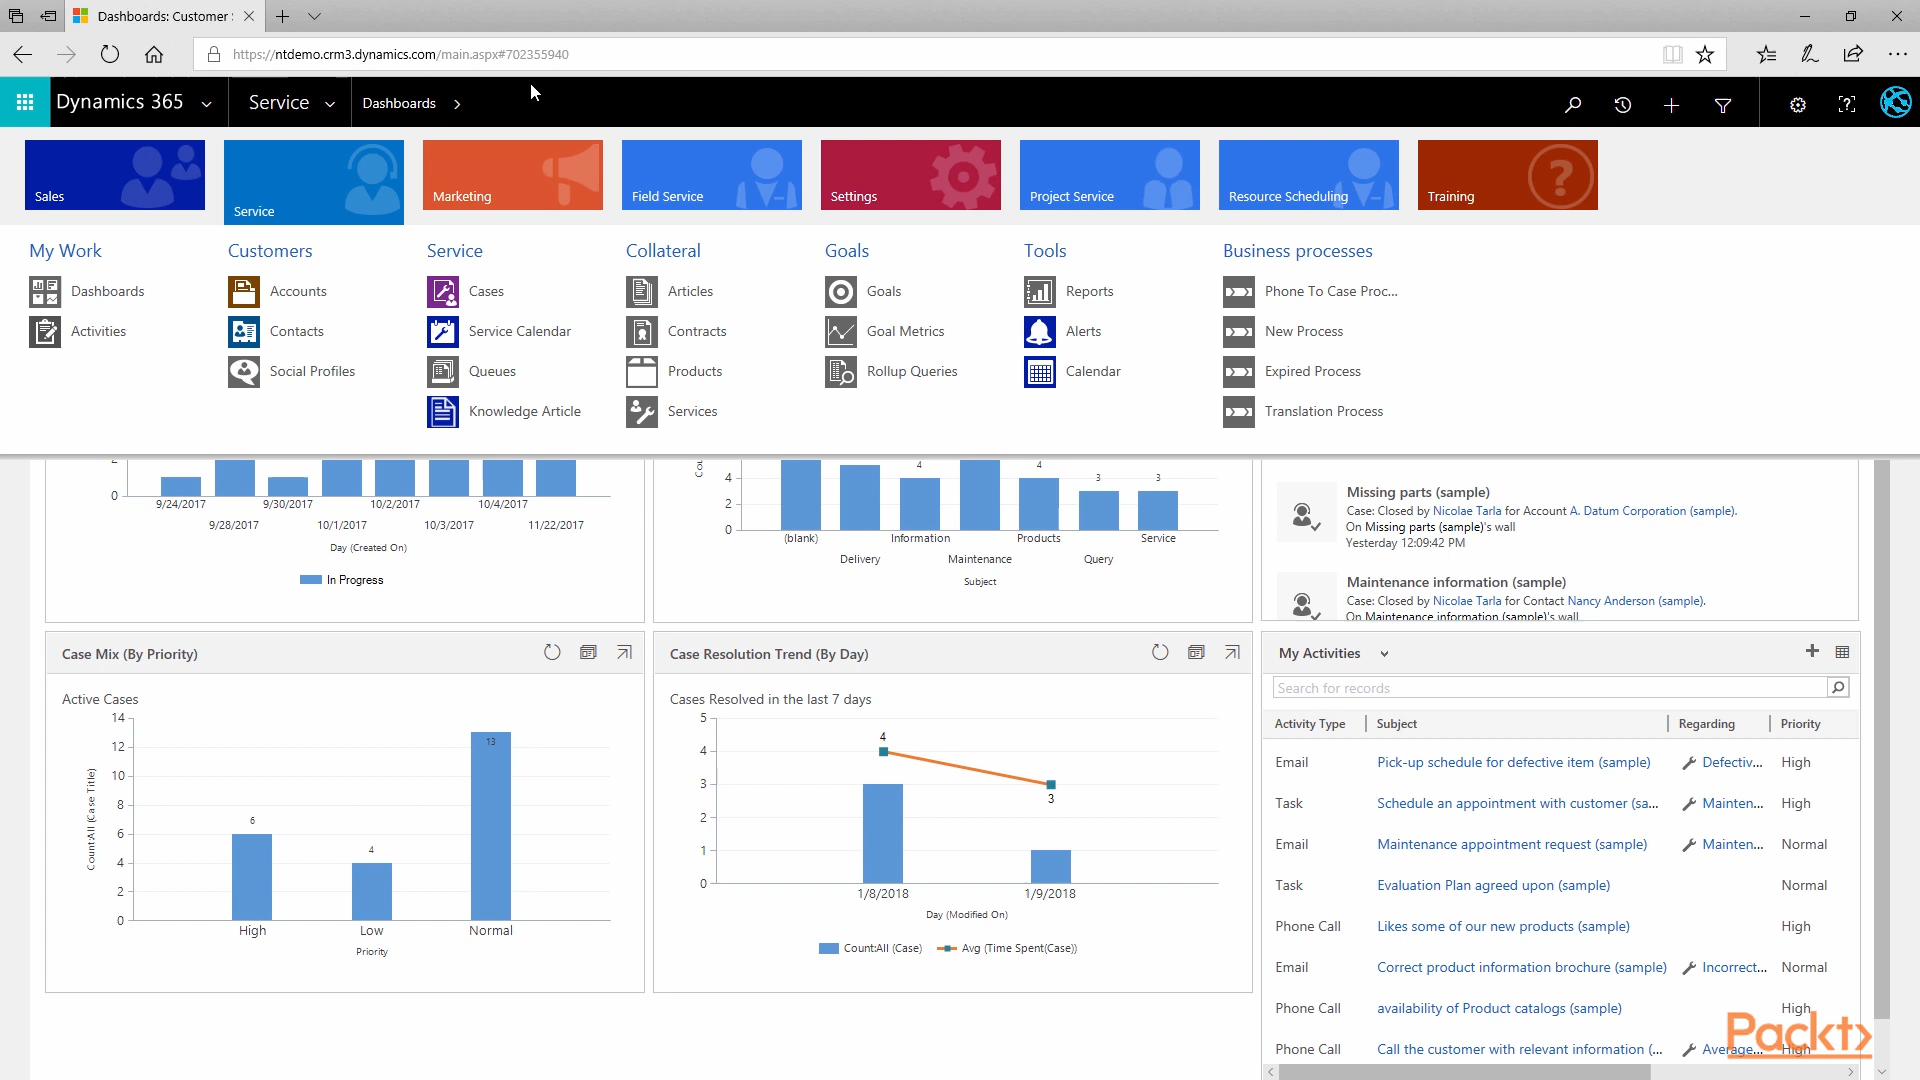 Dashboards: Customer S
https://ntdemo.crm3.dynamics.com/main.aspx#702355940
Dynamics 365 Service Dashboards
Sales Service Marketing Field Service Settings Project Service Resource Scheduling Training
My Work Customers Service Collateral Goals Tools Business processes
Dashboards Accounts Cases Articles Goals Reports Phone To Case Proc...
Activities Contacts Service Calendar Contracts Goal Metrics Alerts New Process
Social Profiles Queues Products Rollup Queries Calendar Expired Process
Knowledge Article Services Translation Process
2
0
9/24/2017 9/30/2017 10/2/2017 10/4/2017
9/28/2017 10/1/2017 10/3/2017 11/22/2017
Day (Created On)
In Progress
4 4
4 3 3
2
0
(blank) Information Products Service
Delivery Maintenance Query
Subject
Missing parts (sample)
Case: Closed by Nicolae Tarla for Account A. Datum Corporation (sample).
On Missing parts (sample)'s wall
Yesterday 12:09:42 PM
Maintenance information (sample)
Case: Closed by Nicolae Tarla for Contact Nancy Anderson (sample).
On Maintenance information (sample)'s wall
Case Mix (By Priority)
Active Cases
14
12
10
8
6
4
2
0
13
6
4
Count:All (Case Title)
High Low Normal
Priority
Case Resolution Trend (By Day)
Cases Resolved in the last 7 days
5
4
3
2
1
0
4
3
1/8/2018 1/9/2018
Day (Modified On)
Count:All (Case) Avg (Time Spent(Case))
My Activities
Search for records
Activity Type Subject Regarding Priority
Email Pick-up schedule for defective item (sample) Defectiv... High
Task Schedule an appointment with customer (sa... Mainten... High
Email Maintenance appointment request (sample) Mainten... Normal
Task Evaluation Plan agreed upon (sample) Normal
Phone Call Likes some of our new products (sample) High
Email Correct product information brochure (sample) Incorrect... Normal
Phone Call availability of Product catalogs (sample) High
Phone Call Call the customer with relevant information (... Average... High
Packt